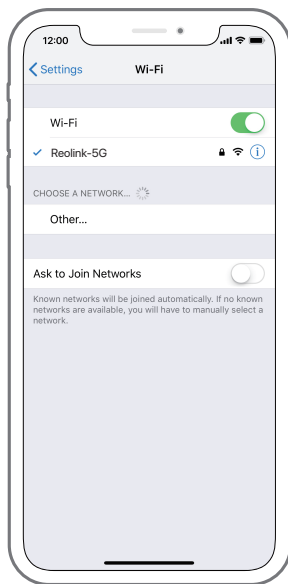 12:00
Settings
Wi-Fi
Wi-Fi
Reolink-5G
CHOOSE A NETWORK...
Other...
Ask to Join Networks
Known networks will be joined automatically. If no known
networks are available, you will have to manually select a
network.